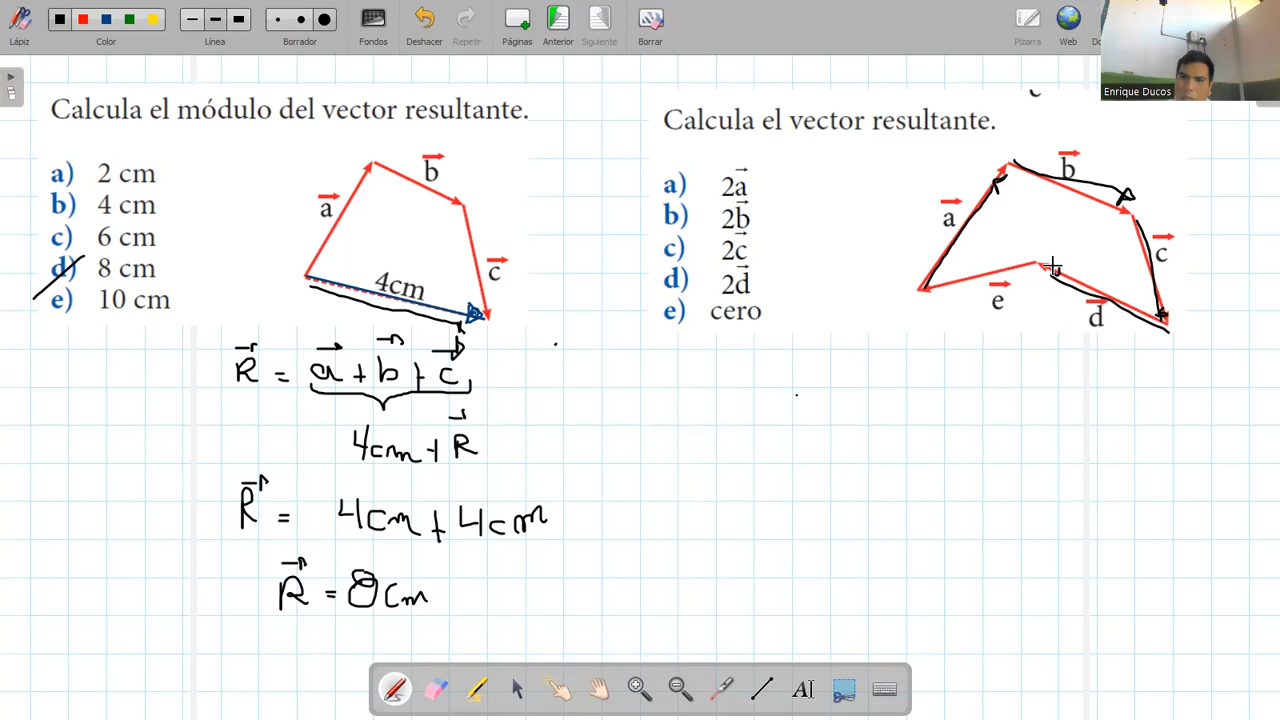 Lápiz
Color
Línea
Borrador
Fondos
Deshacer
Repetir
Páginas
Anterior
Siguiente
Borrar
Pizarra
Web
Enrique Ducos
Calcula el módulo del vector resultante.
a) 2 cm
b) 4 cm
c) 6 cm
d) 8 cm
e) 10 cm
a
b
c
4cm
R = a + b + c
4cm + R
R = 4cm + 4cm
R = 8cm
Calcula el vector resultante.
a) 2a
b) 2b
c) 2c
d) 2d
e) cero
a
b
c
d
e